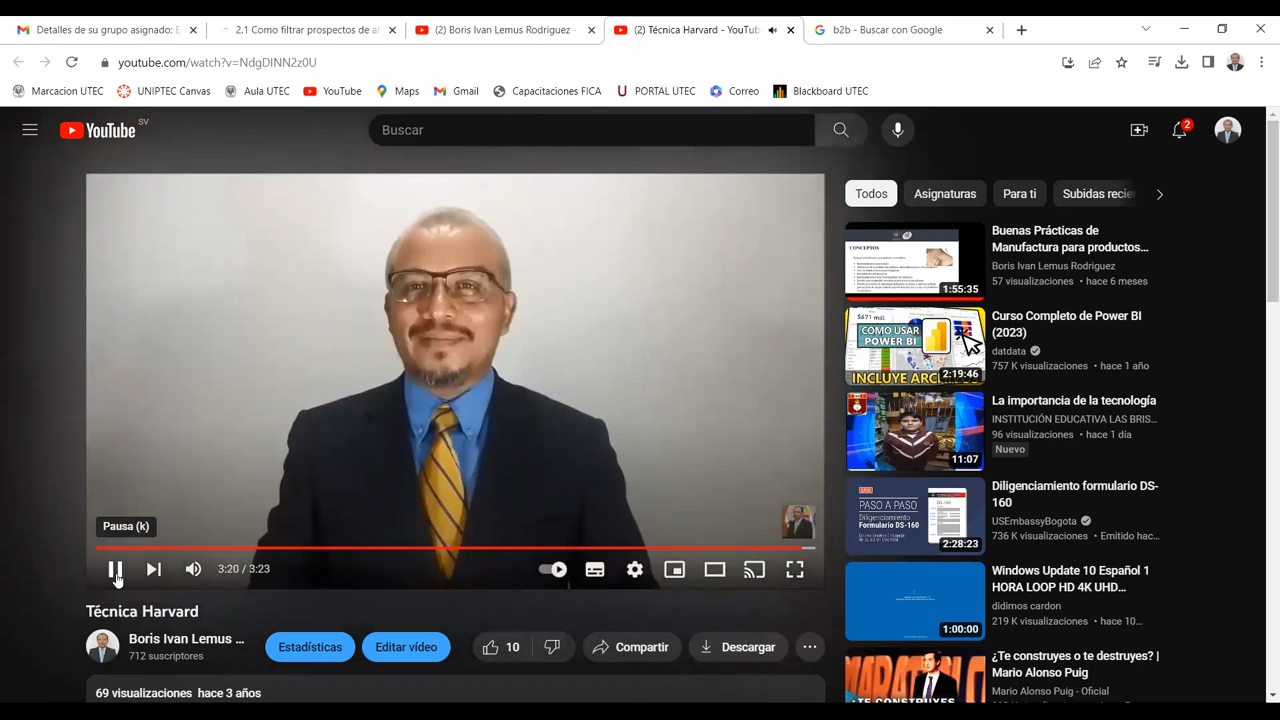 Detalles de su grupo asignado: E
2.1 Como filtrar prospectos de al
(2) Boris Ivan Lemus Rodriguez -
(2) Técnica Harvard - YouTub
b2b - Buscar con Google
youtube.com/watch?v=NdgDINN2z0U
Marcacion UTEC
UNIPTEC Canvas
Aula UTEC
YouTube
Maps
Gmail
Capacitaciones FICA
PORTAL UTEC
Correo
Blackboard UTEC
YouTube SV
Buscar
2
Todos
Asignaturas
Para ti
Subidas recie
CONCEPTOS
1:55:35
Buenas Prácticas de
Manufactura para productos...
Boris Ivan Lemus Rodriguez
57 visualizaciones • hace 6 meses
CÓMO USAR
POWER BI
INCLUYE ARC
2:19:46
Curso Completo de Power BI
(2023)
datdata
757 K visualizaciones • hace 1 año
11:07
La importancia de la tecnología
INSTITUCIÓN EDUCATIVA LAS BRIS...
96 visualizaciones • hace 1 día
Nuevo
PASO A PASO
Diligenciamiento
Formulario DS-160
2:28:23
Diligenciamiento formulario DS-
160
USEmbassyBogota
736 K visualizaciones • Emitido hac...
1:00:00
Windows Update 10 Español 1
HORA LOOP HD 4K UHD...
didimos cardon
219 K visualizaciones • hace 10...
¿Te construyes o te destruyes? |
Mario Alonso Puig
Mario Alonso Puig - Oficial
Pausa (k)
3:20 / 3:23
Técnica Harvard
Boris Ivan Lemus ...
712 suscriptores
Estadísticas
Editar vídeo
10
Compartir
Descargar
69 visualizaciones hace 3 años